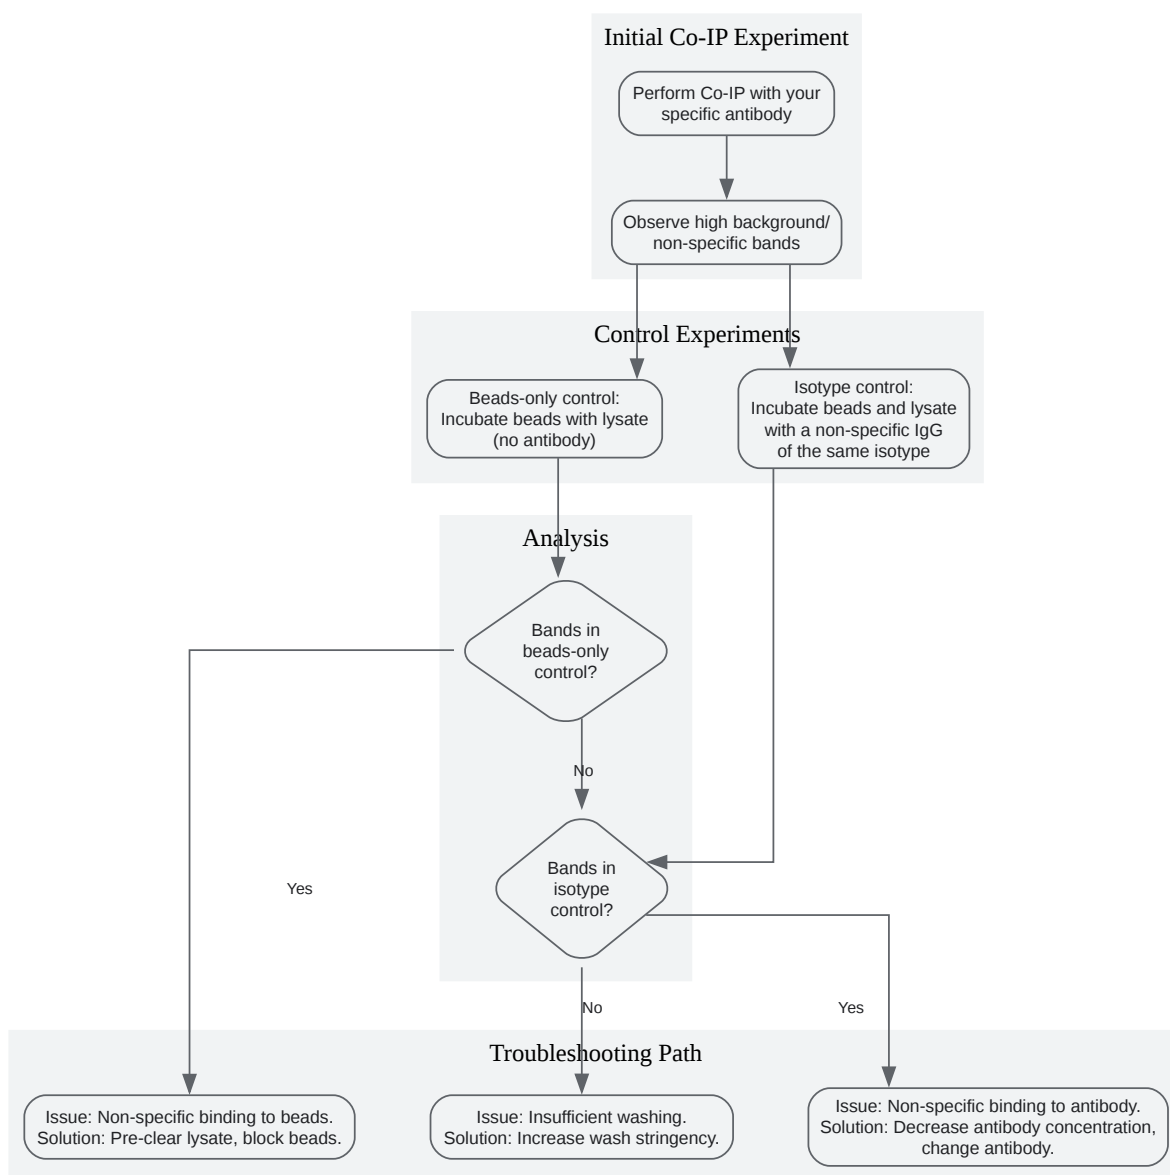 Initial Co-IP Experiment
Perform Co-IP with your
specific antibody
Observe high background/
non-specific bands
Control Experiments
Beads-only control:
Incubate beads with lysate
(no antibody)
Isotype control:
Incubate beads and lysate
with a non-specific IgG
of the same isotype
Analysis
Bands in
beads-only
control?
No
Yes
Bands in
isotype
control?
No
Yes
Troubleshooting Path
Issue: Non-specific binding to beads.
Solution: Pre-clear lysate, block beads.
Issue: Insufficient washing.
Solution: Increase wash stringency.
Issue: Non-specific binding to antibody.
Solution: Decrease antibody concentration,
change antibody.